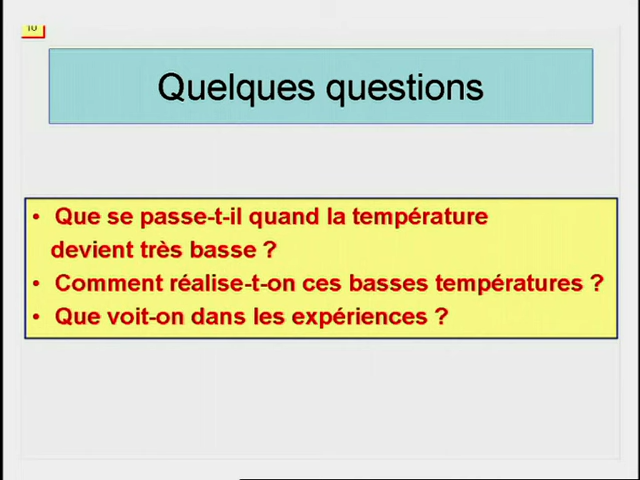 10
Quelques questions
• Que se passe-t-il quand la température
devient très basse ?
• Comment réalise-t-on ces basses températures ?
• Que voit-on dans les expériences ?